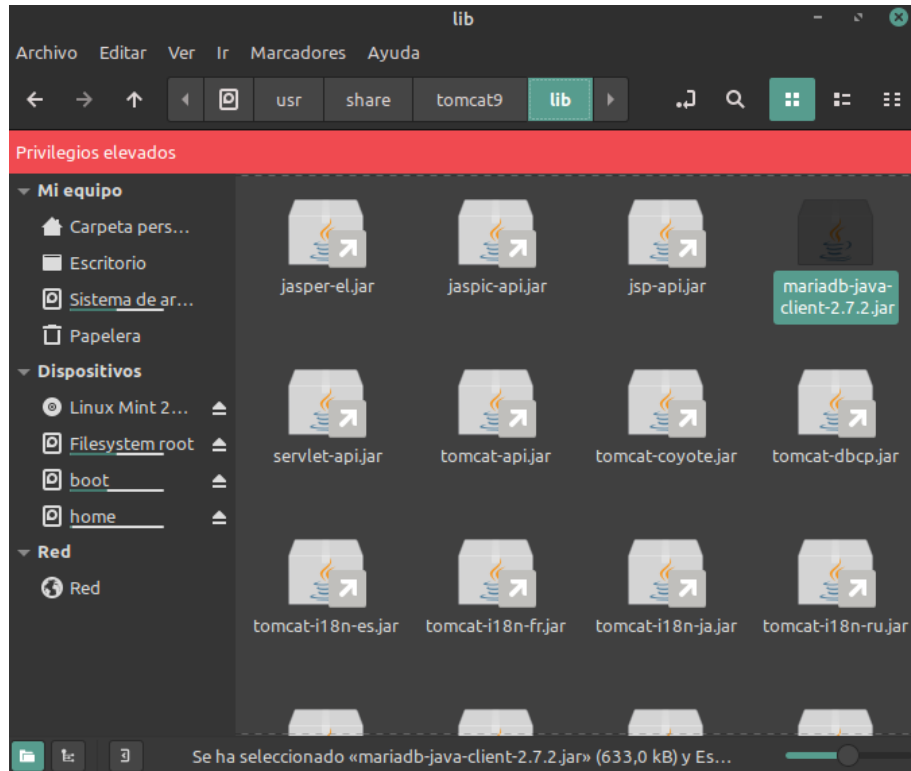 lib
Archivo Editar Ver Ir Marcadores Ayuda
usr share tomcat9 lib
Privilegios elevados
Mi equipo
Carpeta pers...
Escritorio
Sistema de ar...
Papelera
Dispositivos
Linux Mint 2...
Filesystem root
boot
home
Red
Red
jasper-el.jar jaspic-api.jar jsp-api.jar mariadb-java-
client-2.7.2.jar
servlet-api.jar tomcat-api.jar tomcat-coyote.jar tomcat-dbcp.jar
tomcat-i18n-es.jar tomcat-i18n-fr.jar tomcat-i18n-ja.jar tomcat-i18n-ru.jar
Se ha seleccionado «mariadb-java-client-2.7.2.jar» (633,0 kB) y Es...